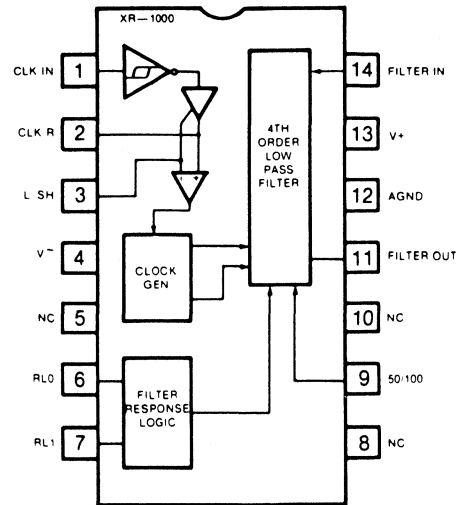 XR—1000
CLK IN 1
CLK R 2
L SH 3
V− 4
NC 5
RL0 6
RL1 7
14 FILTER IN
13 V+
12 AGND
11 FILTER OUT
10 NC
9 50/100
8 NC
4TH
ORDER
LOW
PASS
FILTER
- +
CLOCK
GEN
FILTER
RESPONSE
LOGIC